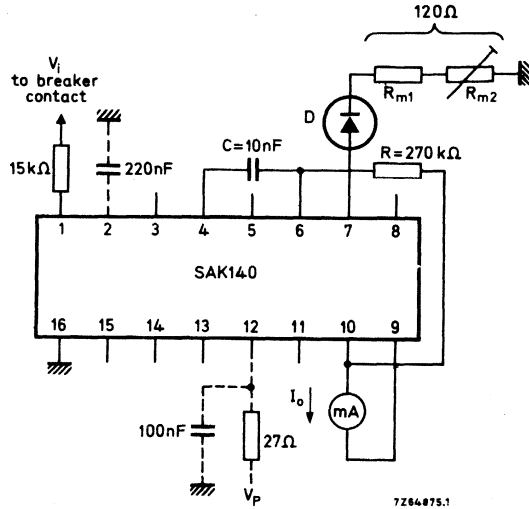 120Ω
Vi
to breaker
contact
D
Rm1
Rm2
C=10nF
R=270kΩ
15kΩ
220nF
1 2 3 4 5 6 7 8
SAK140
16 15 14 13 12 11 10 9
Io
mA
100nF
27Ω
VP
7Z64875.1